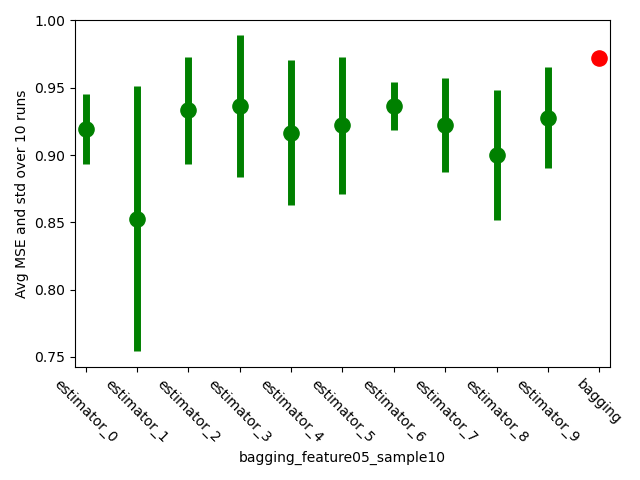 Avg MSE and std over 10 runs
1.00
0.95
0.90
0.85
0.80
0.75
estimator_0
estimator_1
estimator_2
estimator_3
estimator_4
estimator_5
estimator_6
estimator_7
estimator_8
estimator_9
bagging
bagging_feature05_sample10